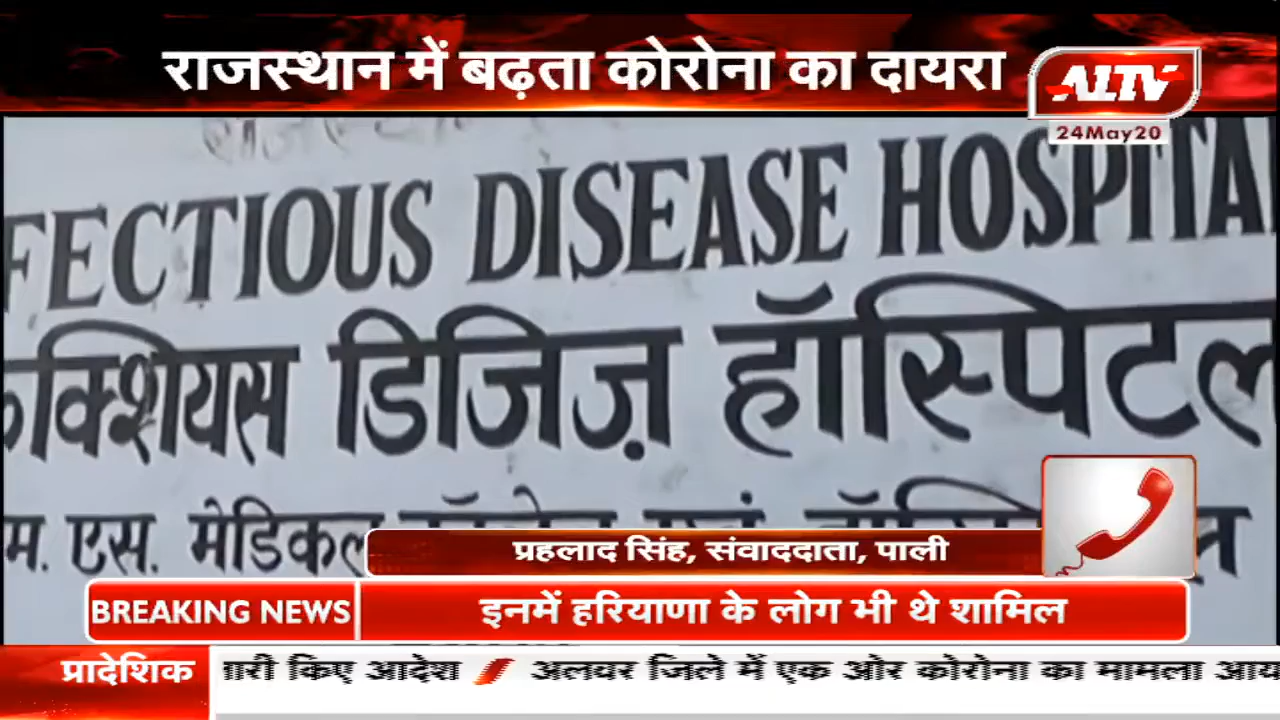 राजस्थान में बढ़ता कोरोना का दायरा
ALTV
24May20
FECTIOUS DISEASE HOSPITA
क्शियस डिजिज़ हॉस्पिटल
म. एस. मेडिकल
प्रहलाद सिंह, संवाददाता, पाली
BREAKING NEWS इनमें हरियाणा के लोग भी थे शामिल
प्रादेशिक ारी किए आदेश / अलवर जिले में एक और कोरोना का मामला आय